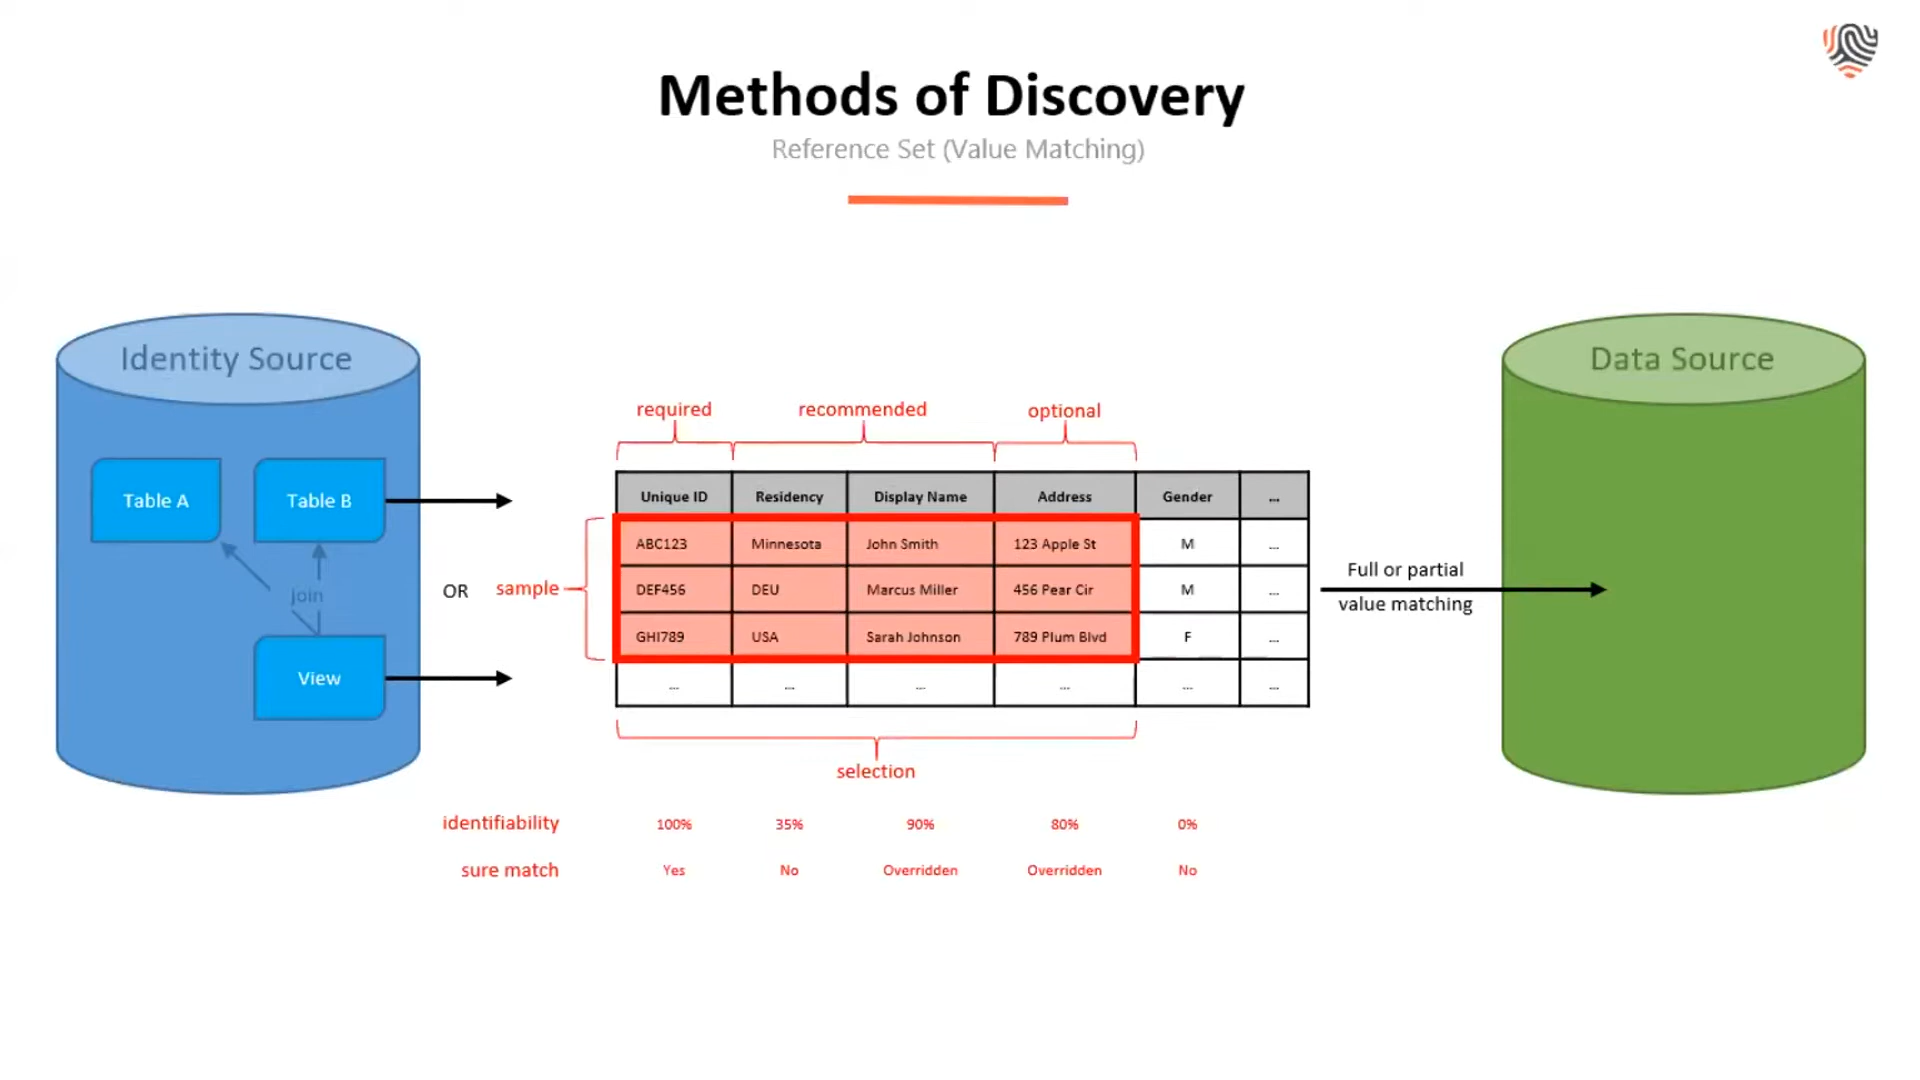 Methods of Discovery
Reference Set (Value Matching)
Identity Source
Data Source
Table A
Table B
join
View
OR
required
recommended
optional
sample
Unique ID Residency Display Name Address Gender ...
ABC123 Minnesota John Smith 123 Apple St M ...
DEF456 DEU Marcus Miller 456 Pear Cir M ...
GHI789 USA Sarah Johnson 789 Plum Blvd F ...
... ... ... ... ... ...
Full or partial
value matching
selection
identifiability 100% 35% 90% 80% 0%
sure match Yes No Overridden Overridden No